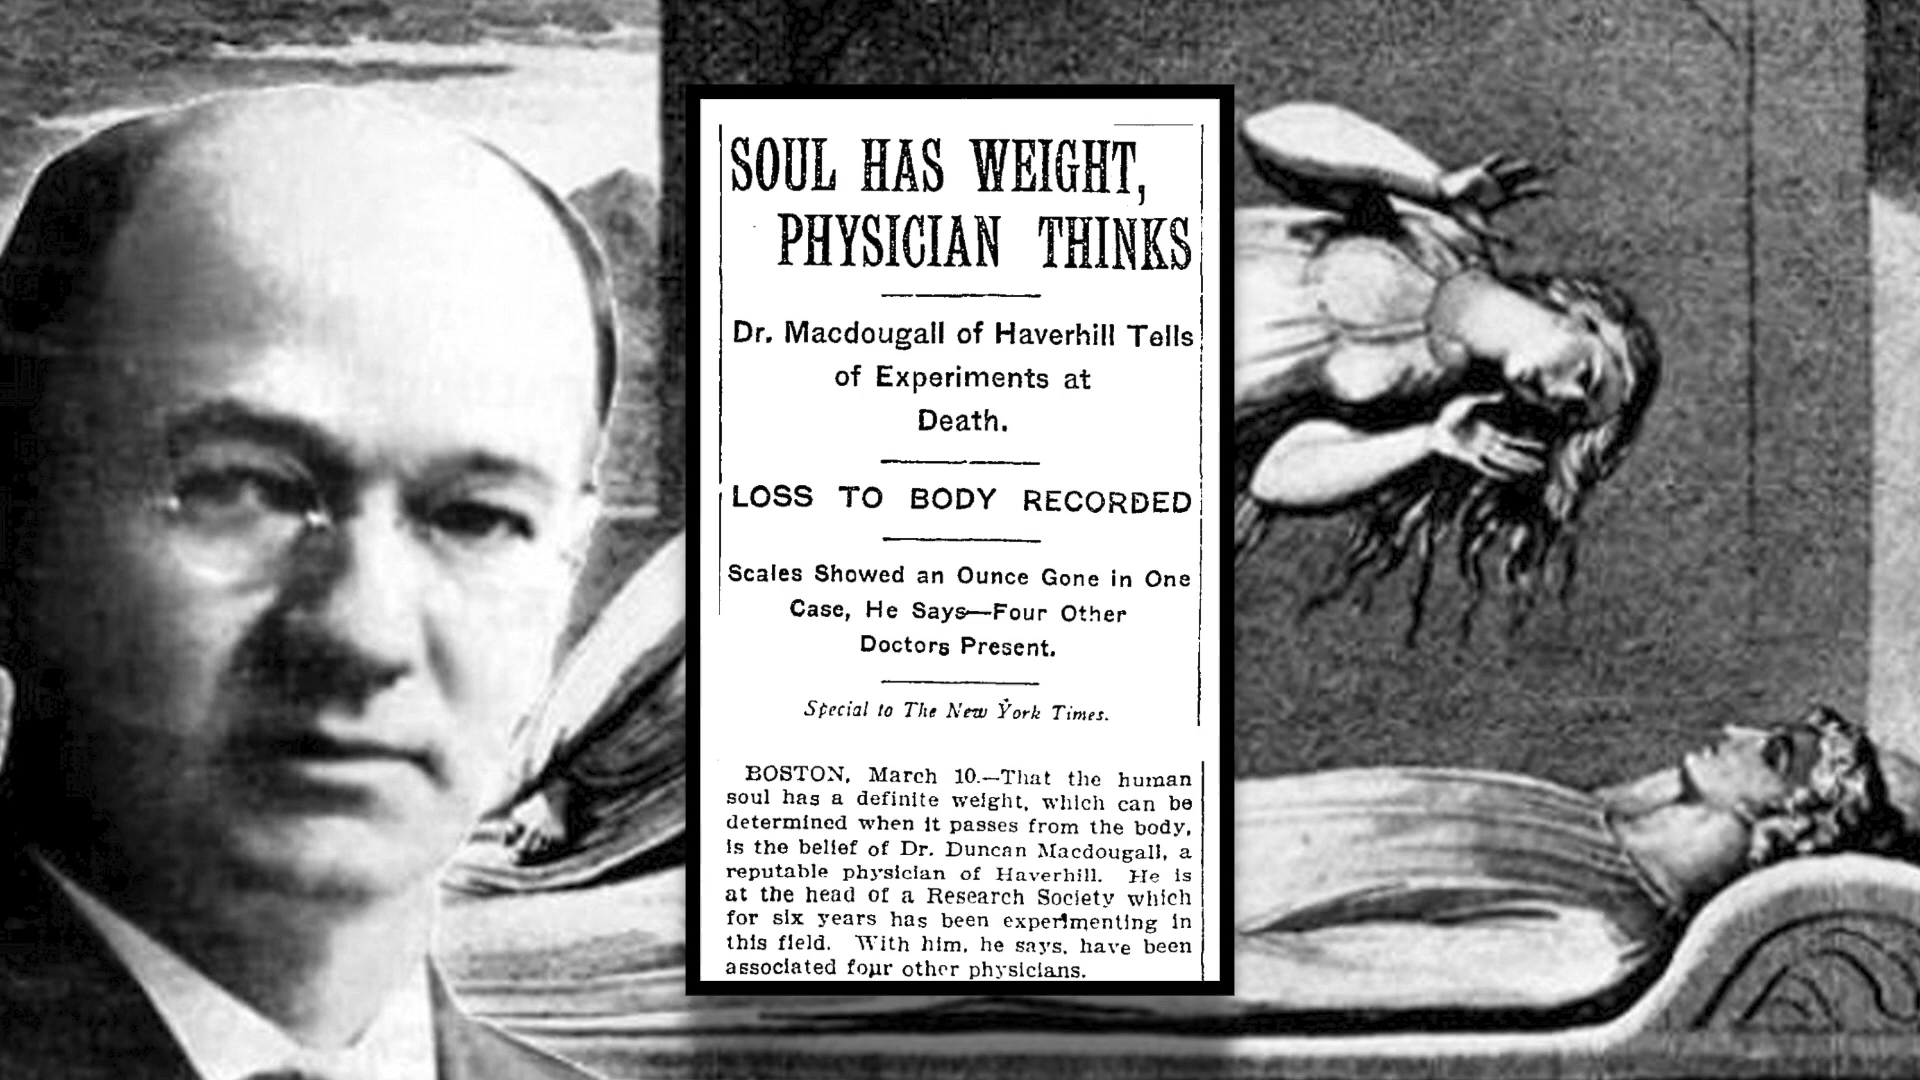 SOUL HAS WEIGHT,
PHYSICIAN THINKS
Dr. Macdougall of Haverhill Tells
of Experiments at
Death.
LOSS TO BODY RECORDED
Scales Showed an Ounce Gone in One
Case, He Says—Four Other
Doctors Present.
Special to The New York Times.
BOSTON, March 10.—That the human
soul has a definite weight, which can be
determined when it passes from the body,
is the belief of Dr. Duncan Macdougall, a
reputable physician of Haverhill. He is
at the head of a Research Society which
for six years has been experimenting in
this field. With him, he says, have been
associated four other physicians.